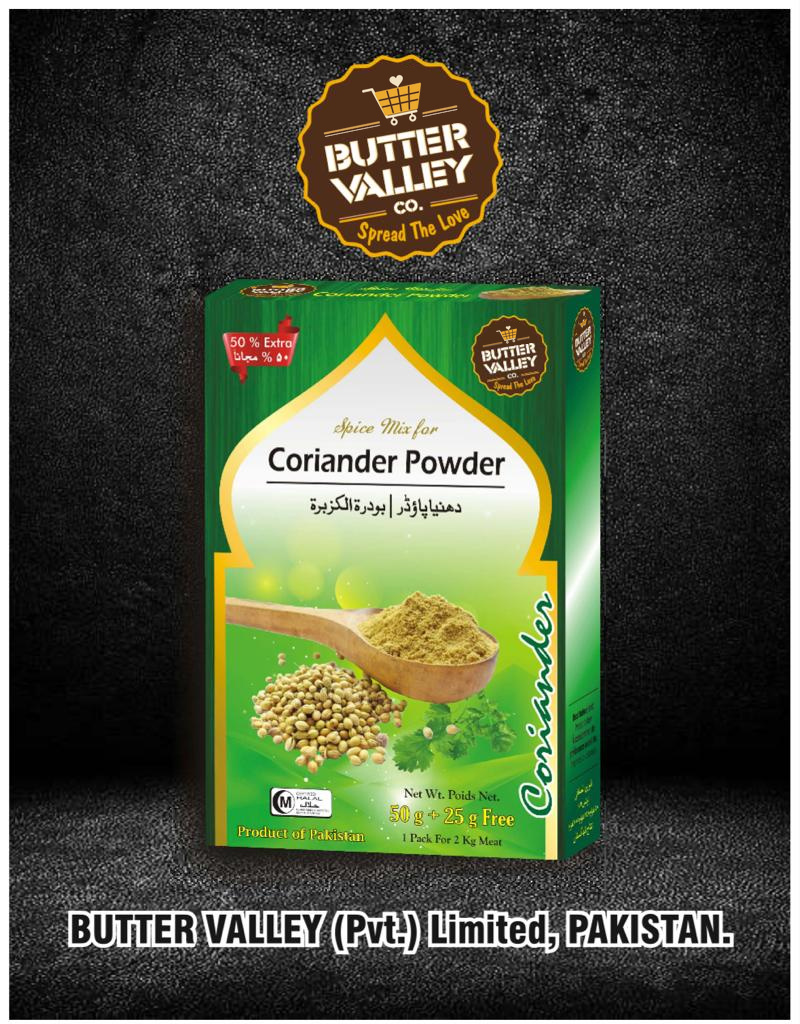 BUTTER
VALLEY
CO.
Spread The Love
Coriander Powder
50 % Extra
٥٠ % مجانا
BUTTER
VALLEY
CO.
Spread The Love
Spice Mix for
Coriander Powder
دھنیا پاؤڈر | بودرة الكزبرة
Coriander
HALAL
حلال
M
Net Wt. Poids Net.
50 g + 25 g Free
1 Pack For 2 Kg Meat
Product of Pakistan
BUTTER VALLEY (Pvt.) Limited, PAKISTAN.